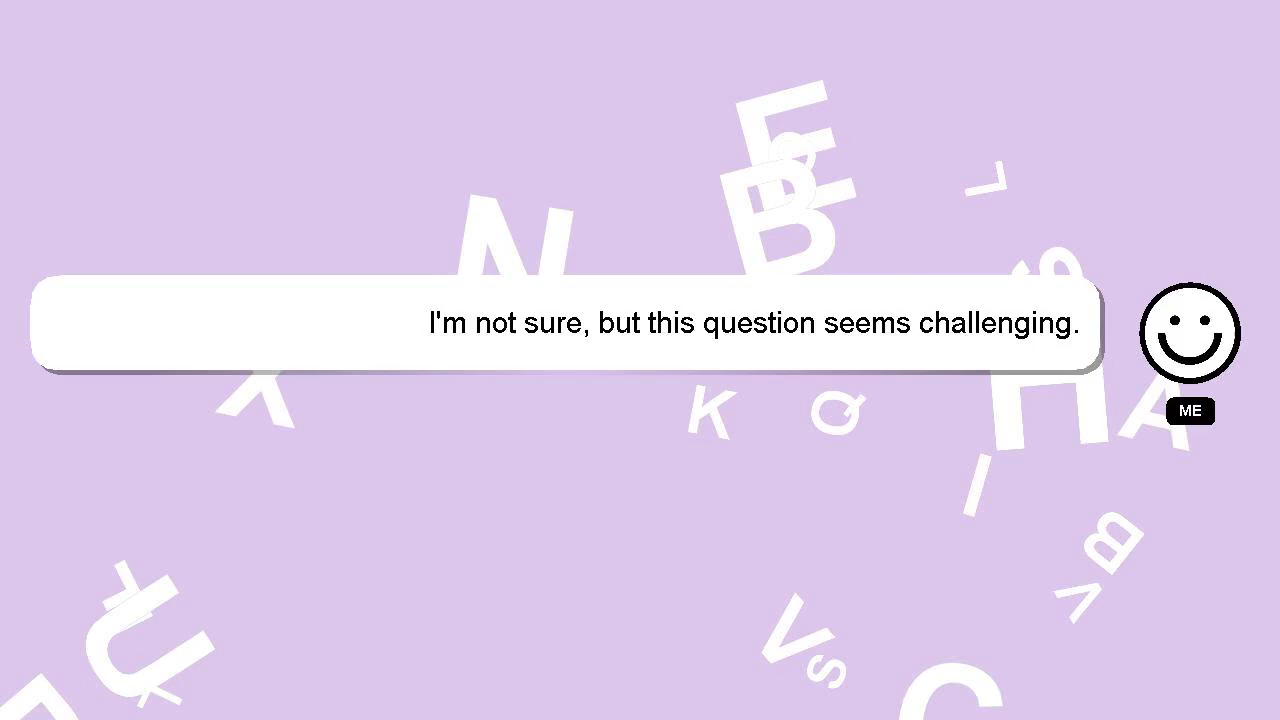 E
B
L
N
S
I'm not sure, but this question seems challenging.
ME
X
K
Q
H
A
I
B
V
U
V
S
C